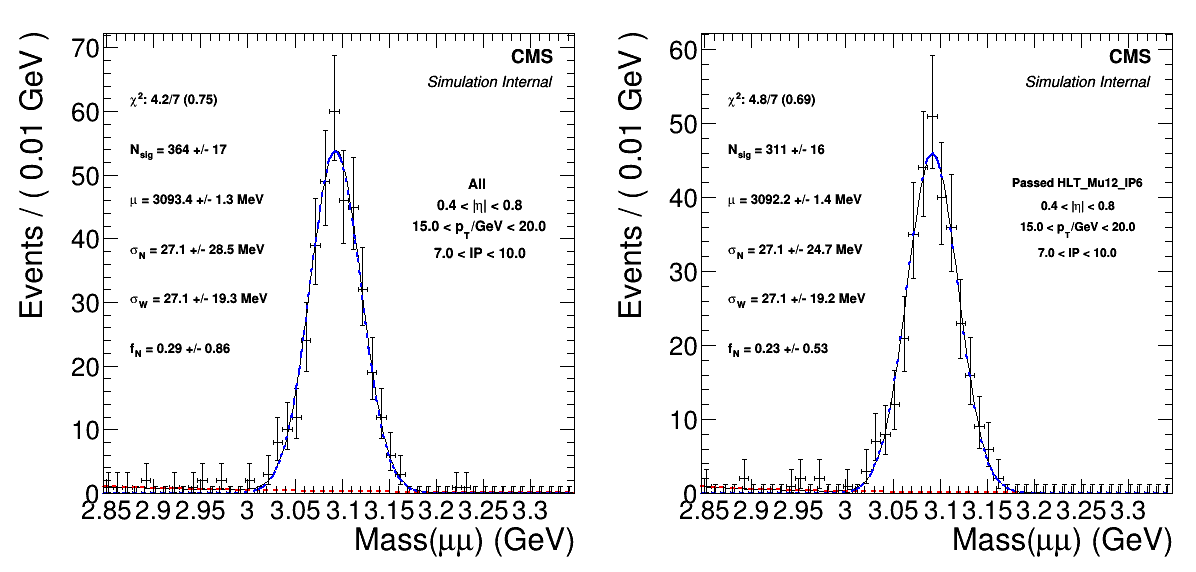 Events / ( 0.01 GeV )
70
60
50
40
30
20
10
0
CMS
Simulation Internal
χ²: 4.2/7 (0.75)
N_sig = 364 +/- 17
μ = 3093.4 +/- 1.3 MeV
σ_N = 27.1 +/- 28.5 MeV
σ_W = 27.1 +/- 19.3 MeV
f_N = 0.29 +/- 0.86
All
0.4 < |η| < 0.8
15.0 < p_T/GeV < 20.0
7.0 < IP < 10.0
2.85 2.9 2.95 3 3.05 3.1 3.15 3.2 3.25 3.3
Mass(μμ) (GeV)
Events / ( 0.01 GeV )
60
50
40
30
20
10
0
CMS
Simulation Internal
χ²: 4.8/7 (0.69)
N_sig = 311 +/- 16
μ = 3092.2 +/- 1.4 MeV
σ_N = 27.1 +/- 24.7 MeV
σ_W = 27.1 +/- 19.2 MeV
f_N = 0.23 +/- 0.53
Passed HLT_Mu12_IP6
0.4 < |η| < 0.8
15.0 < p_T/GeV < 20.0
7.0 < IP < 10.0
2.85 2.9 2.95 3 3.05 3.1 3.15 3.2 3.25 3.3
Mass(μμ) (GeV)